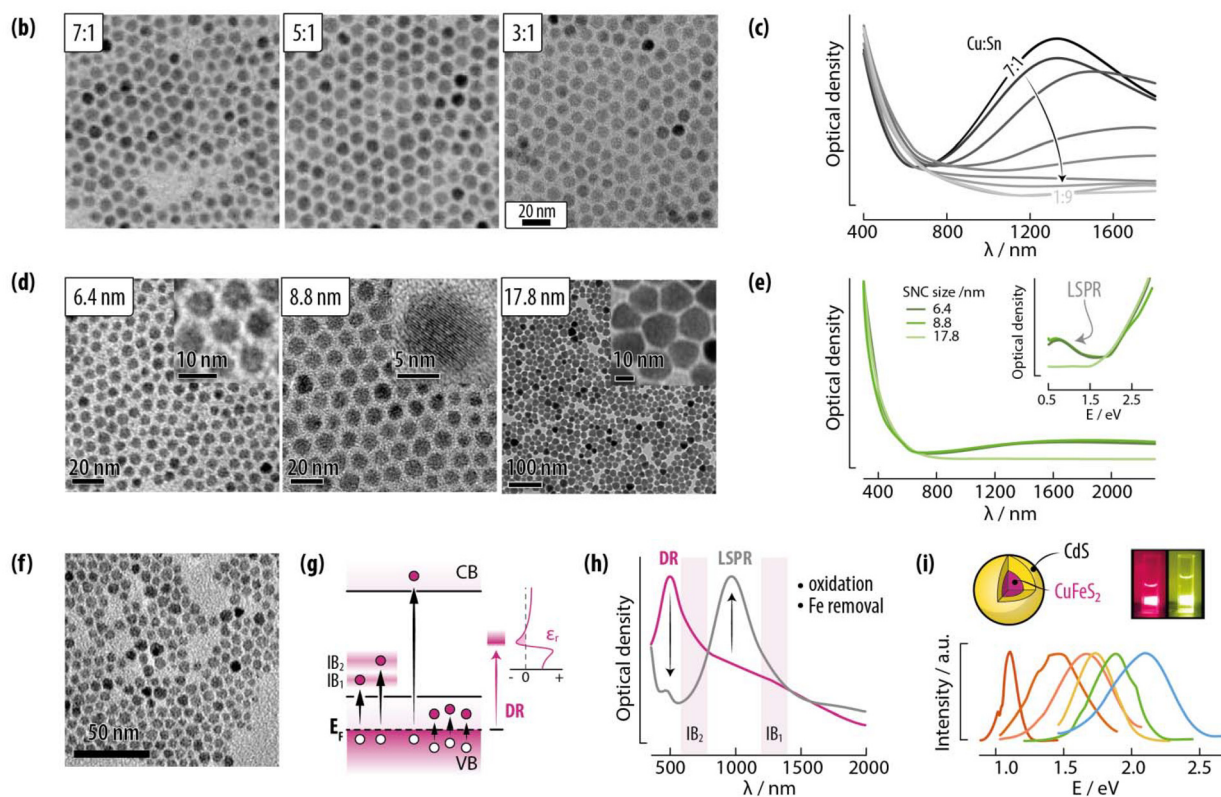 (b)
7:1
5:1
3:1
20 nm
(c)
Optical density
Cu:Sn
7:1
1:9
400 800 1200 1600
λ / nm
(d)
6.4 nm
10 nm
20 nm
8.8 nm
5 nm
20 nm
17.8 nm
10 nm
100 nm
(e)
Optical density
SNC size /nm
6.4
8.8
17.8
Optical density
LSPR
0.5 1.5 2.5
E / eV
400 800 1200 1600 2000
λ / nm
(f)
50 nm
(g)
CB
IB2
IB1
EF
VB
DR
εr
- 0 +
(h)
Optical density
DR
LSPR
• oxidation
• Fe removal
IB2
IB1
500 1000 1500 2000
λ / nm
(i)
CdS
CuFeS2
Intensity / a.u.
1.0 1.5 2.0 2.5
E / eV